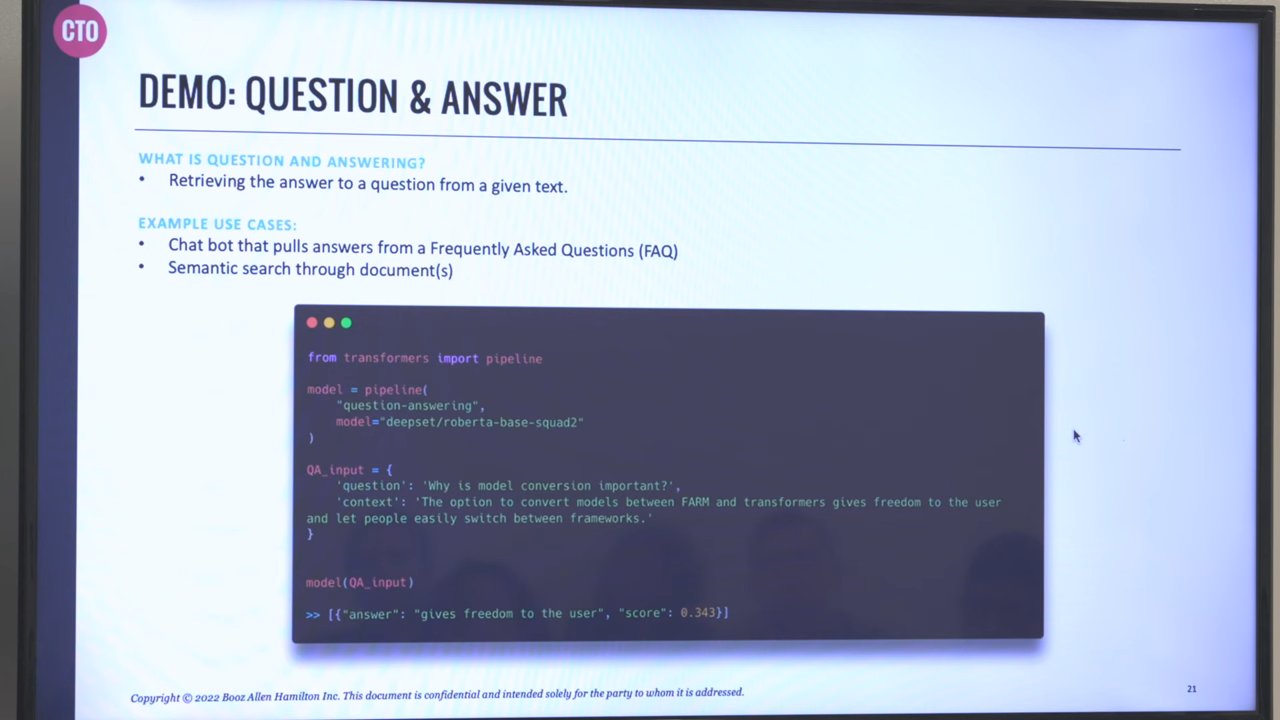 CTO
DEMO: QUESTION & ANSWER
WHAT IS QUESTION AND ANSWERING?
• Retrieving the answer to a question from a given text.
EXAMPLE USE CASES:
• Chat bot that pulls answers from a Frequently Asked Questions (FAQ)
• Semantic search through document(s)
from transformers import pipeline
model = pipeline(
"question-answering",
model="deepset/roberta-base-squad2"
)
QA_input = {
'question': 'Why is model conversion important?',
'context': 'The option to convert models between FARM and transformers gives freedom to the user
and let people easily switch between frameworks.'
}
model(QA_input)
>> [{"answer": "gives freedom to the user", "score": 0.343}]
Copyright © 2022 Booz Allen Hamilton Inc. This document is confidential and intended solely for the party to whom it is addressed.
21